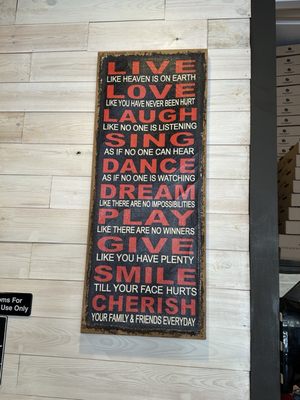 LIVE
LIKE HEAVEN IS ON EARTH
LOVE
LIKE YOU HAVE NEVER BEEN HURT
LAUGH
LIKE NO ONE IS LISTENING
SING
AS IF NO ONE CAN HEAR
DANCE
AS IF NO ONE IS WATCHING
DREAM
LIKE THERE ARE NO IMPOSSIBILITIES
PLAY
LIKE THERE ARE NO WINNERS
GIVE
LIKE YOU HAVE PLENTY
SMILE
TILL YOUR FACE HURTS
CHERISH
YOUR FAMILY & FRIENDS EVERYDAY
oms For
Use Only